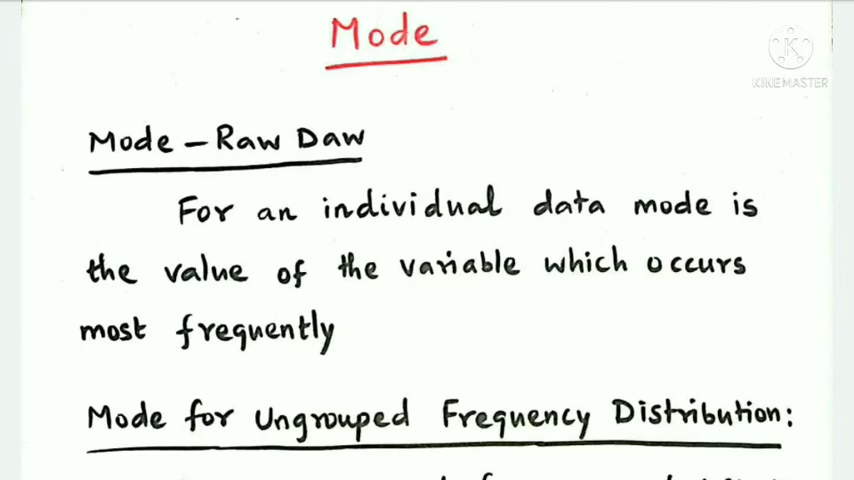 Mode
K
KINEMASTER
Mode - Raw Daw
For an individual data mode is
the value of the variable which occurs
most frequently
Mode for Ungrouped Frequency Distribution: